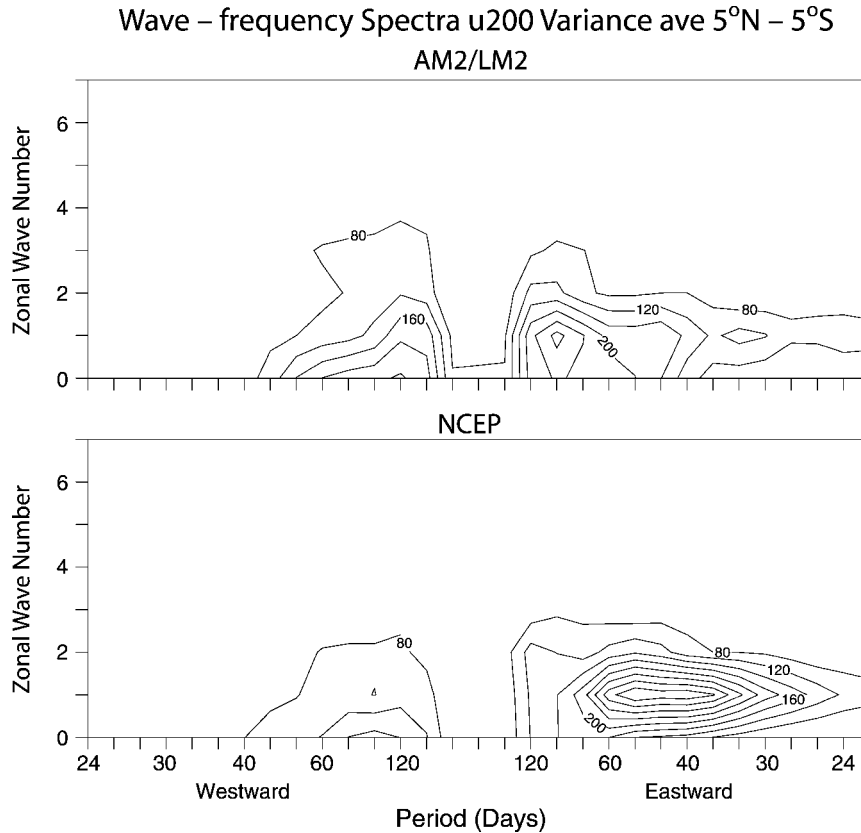 Wave – frequency Spectra u200 Variance ave 5°N – 5°S
AM2/LM2
Zonal Wave Number
6
4
2
0
80
160
200
120
80
NCEP
Zonal Wave Number
6
4
2
0
80
200
80
120
160
24 30 40 60 120 120 60 40 30 24
Westward Eastward
Period (Days)